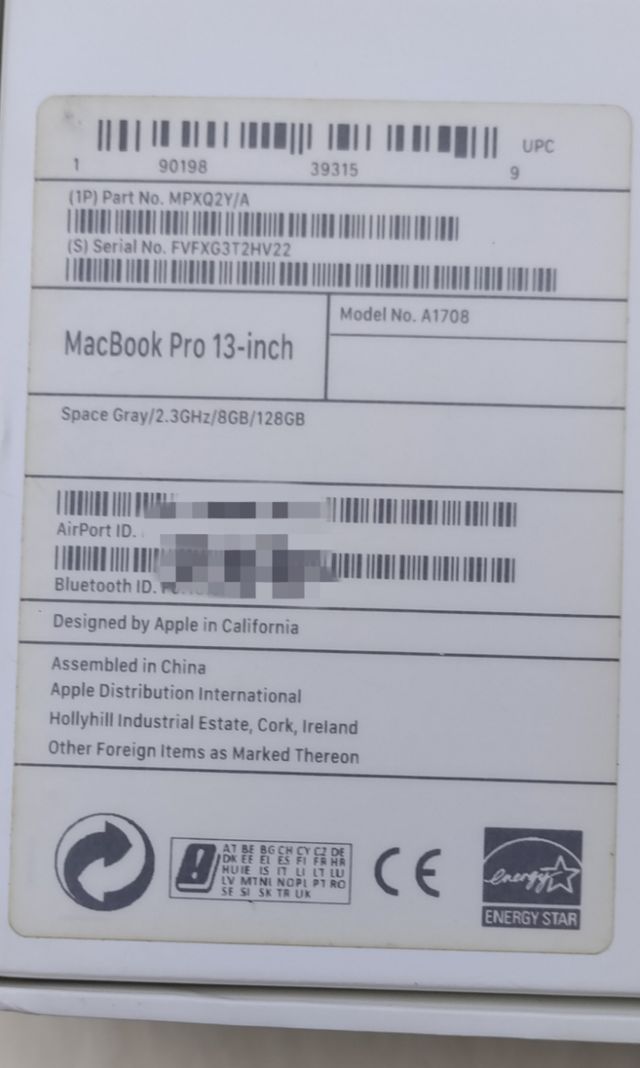 UPC
1 90198 39315 9
(1P) Part No. MPXQ2Y/A
(S) Serial No. FVFXG3T2HV22
MacBook Pro 13-inch
Model No. A1708
Space Gray/2.3GHz/8GB/128GB
AirPort ID.
Bluetooth ID.
Designed by Apple in California
Assembled in China
Apple Distribution International
Hollyhill Industrial Estate, Cork, Ireland
Other Foreign Items as Marked Thereon
AT BE BG CH CY CZ DE
DK EE EL ES FI FR HR
HU IE IS IT LI LT LU
LV MT NL NO PL PT RO
SE SI SK TR UK
CE
energy
ENERGY STAR